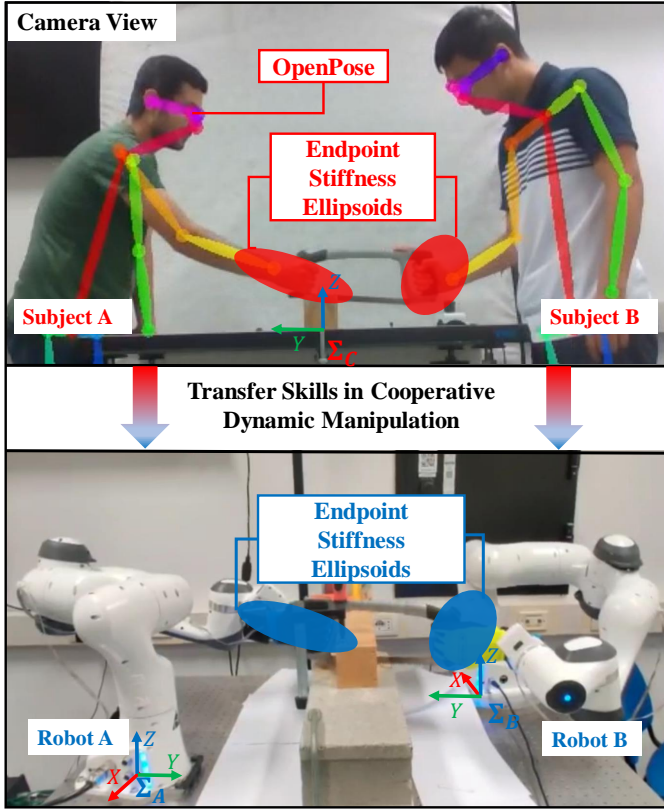 Camera View
OpenPose
Endpoint
Stiffness
Ellipsoids
Subject A
Subject B
Z
Y
Σ_C
Transfer Skills in Cooperative
Dynamic Manipulation
Endpoint
Stiffness
Ellipsoids
Robot A
Z
Y
X
Σ_A
Z
X
Y
Σ_B
Robot B